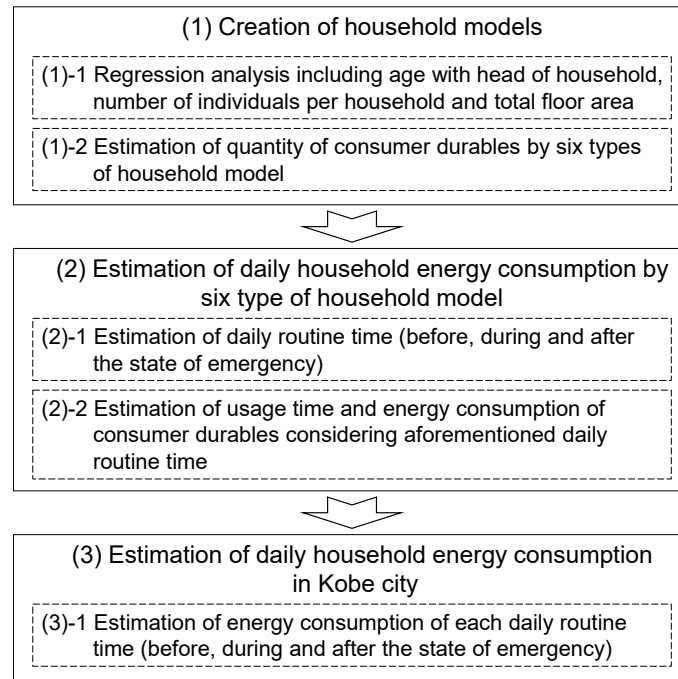 (1) Creation of household models
(1)-1 Regression analysis including age with head of household,
number of individuals per household and total floor area
(1)-2 Estimation of quantity of consumer durables by six types
of household model
(2) Estimation of daily household energy consumption by
six type of household model
(2)-1 Estimation of daily routine time (before, during and after
the state of emergency)
(2)-2 Estimation of usage time and energy consumption of
consumer durables considering aforementioned daily
routine time
(3) Estimation of daily household energy consumption
in Kobe city
(3)-1 Estimation of energy consumption of each daily routine
time (before, during and after the state of emergency)